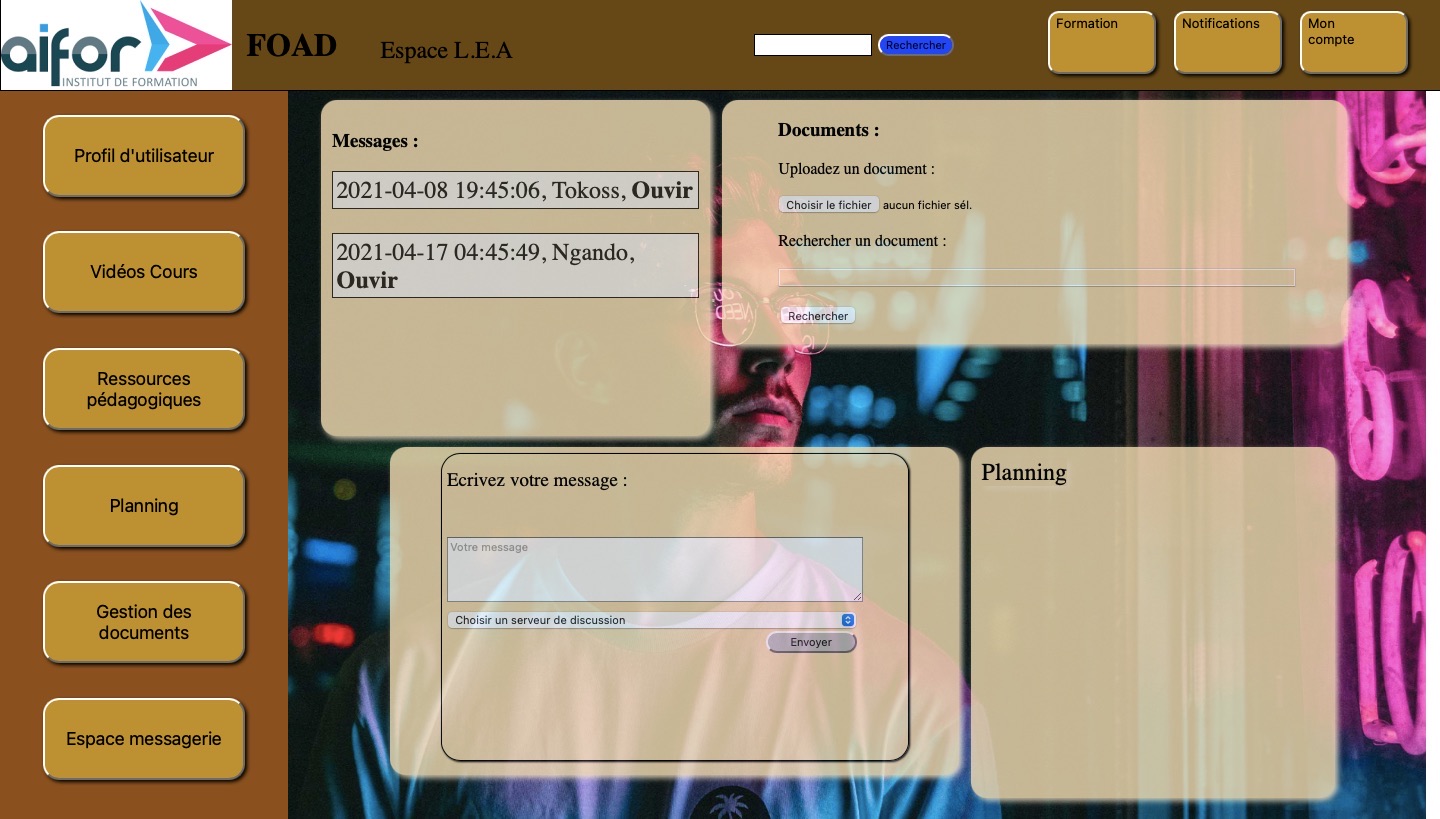 aifor
INSTITUT DE FORMATION
FOAD
Espace L.E.A
Rechercher
Formation
Notifications
Mon
compte
Profil d'utilisateur
Vidéos Cours
Ressources
pédagogiques
Planning
Gestion des
documents
Espace messagerie
Messages :
2021-04-08 19:45:06, Tokoss, Ouvir
2021-04-17 04:45:49, Ngando,
Ouvir
Documents :
Uploadez un document :
Choisir le fichier aucun fichier sél.
Rechercher un document :
Rechercher
Ecrivez votre message :
Votre message
Choisir un serveur de discussion
Envoyer
Planning